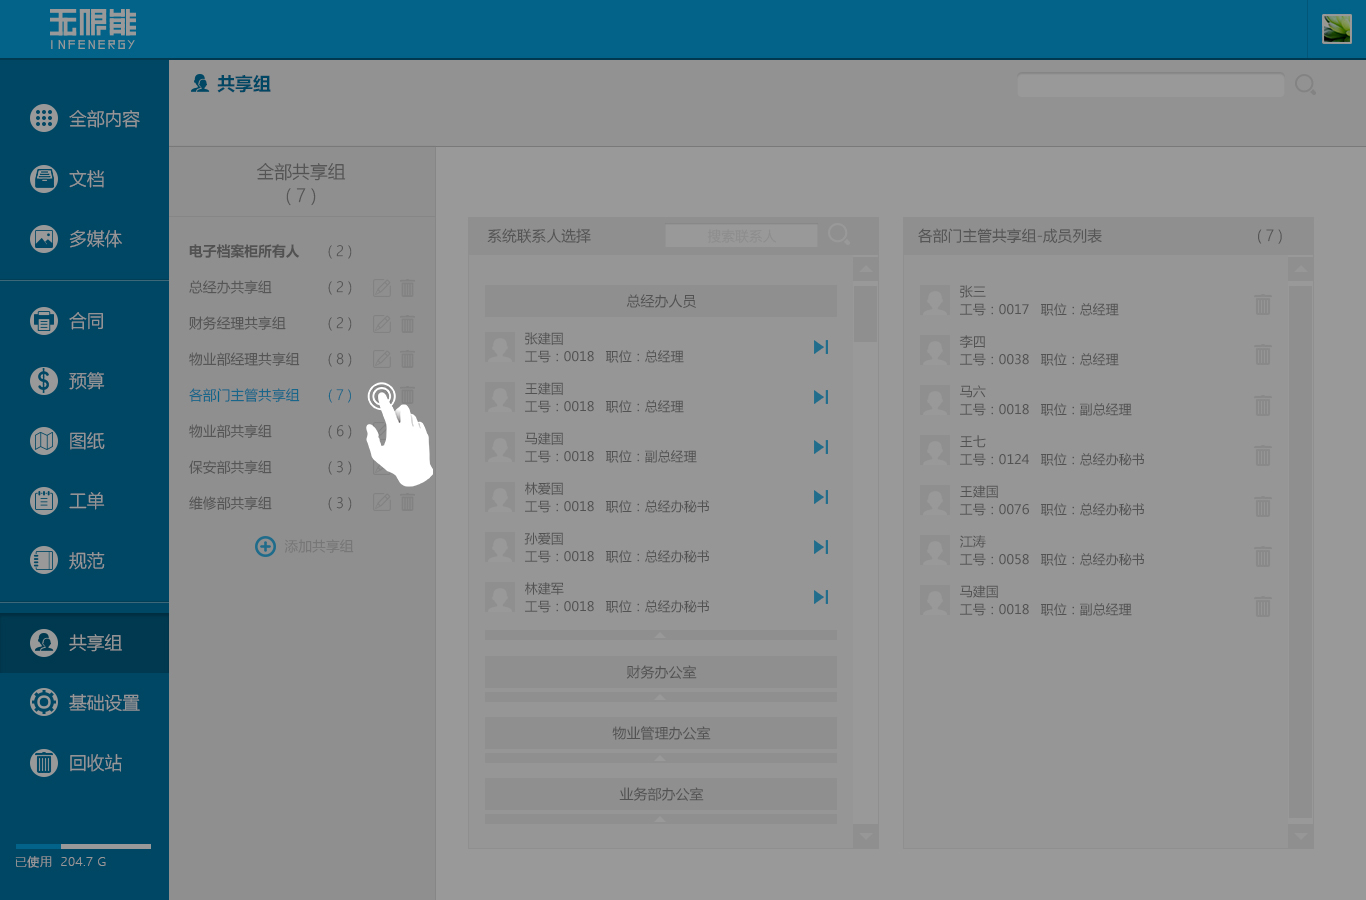 无限能
INFENERGY
全部内容
文档
多媒体
合同
预算
图纸
工单
规范
共享组
基础设置
回收站
已使用 204.7 G
共享组
全部共享组
( 7 )
电子档案柜所有人 ( 2 )
总经办共享组 ( 2 )
财务经理共享组 ( 2 )
物业部经理共享组 ( 8 )
各部门主管共享组 ( 7 )
物业部共享组 ( 6 )
保安部共享组 ( 3 )
维修部共享组 ( 3 )
添加共享组
系统联系人选择 搜索联系人
总经办人员
张建国
工号：0018 职位：总经理
王建国
工号：0018 职位：总经理
马建国
工号：0018 职位：副总经理
林爱国
工号：0018 职位：总经办秘书
孙爱国
工号：0018 职位：总经办秘书
林建军
工号：0018 职位：总经办秘书
财务办公室
物业管理办公室
业务部办公室
各部门主管共享组-成员列表 ( 7 )
张三
工号：0017 职位：总经理
李四
工号：0038 职位：总经理
马六
工号：0018 职位：副总经理
王七
工号：0124 职位：总经办秘书
王建国
工号：0076 职位：总经办秘书
江涛
工号：0058 职位：总经办秘书
马建国
工号：0018 职位：副总经理